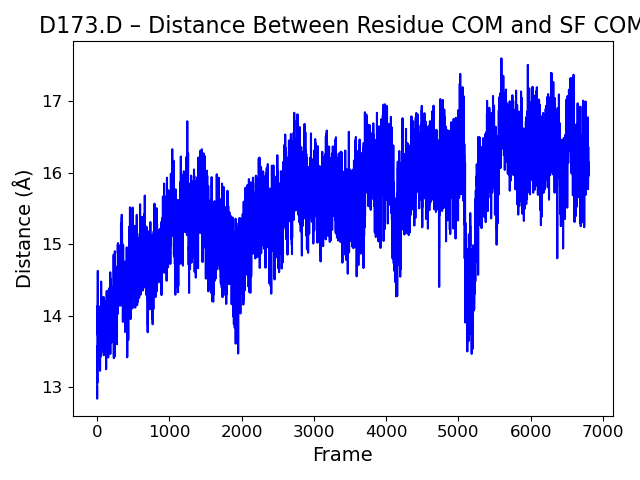 D173.D – Distance Between Residue COM and SF COM
17
16
15
14
13
Distance (Å)
0 1000 2000 3000 4000 5000 6000 7000
Frame